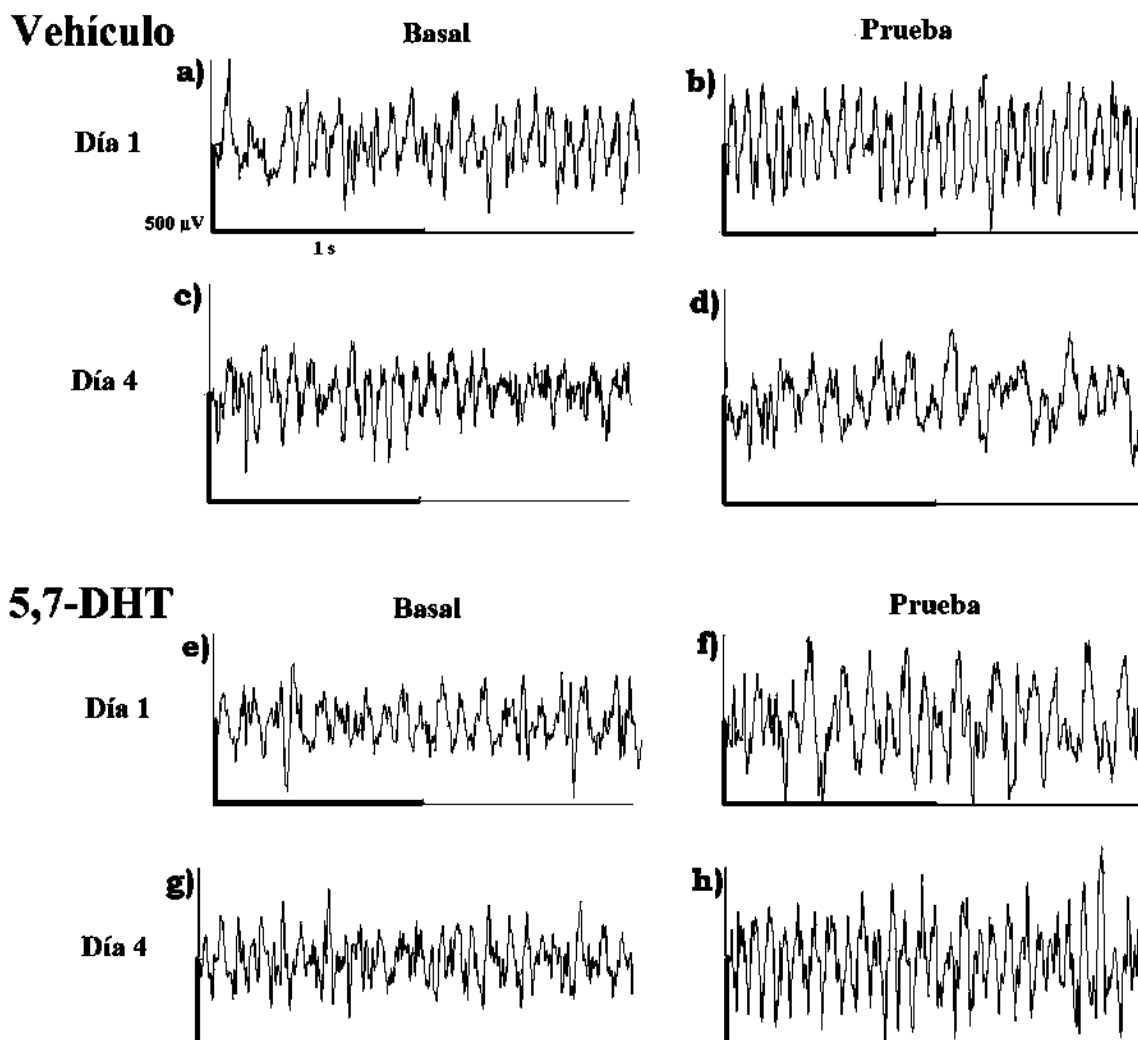 Vehículo
Basal
Prueba
a)
b)
Día 1
500 µV
1 s
c)
d)
Día 4
5,7-DHT
Basal
Prueba
e)
f)
Día 1
g)
h)
Día 4